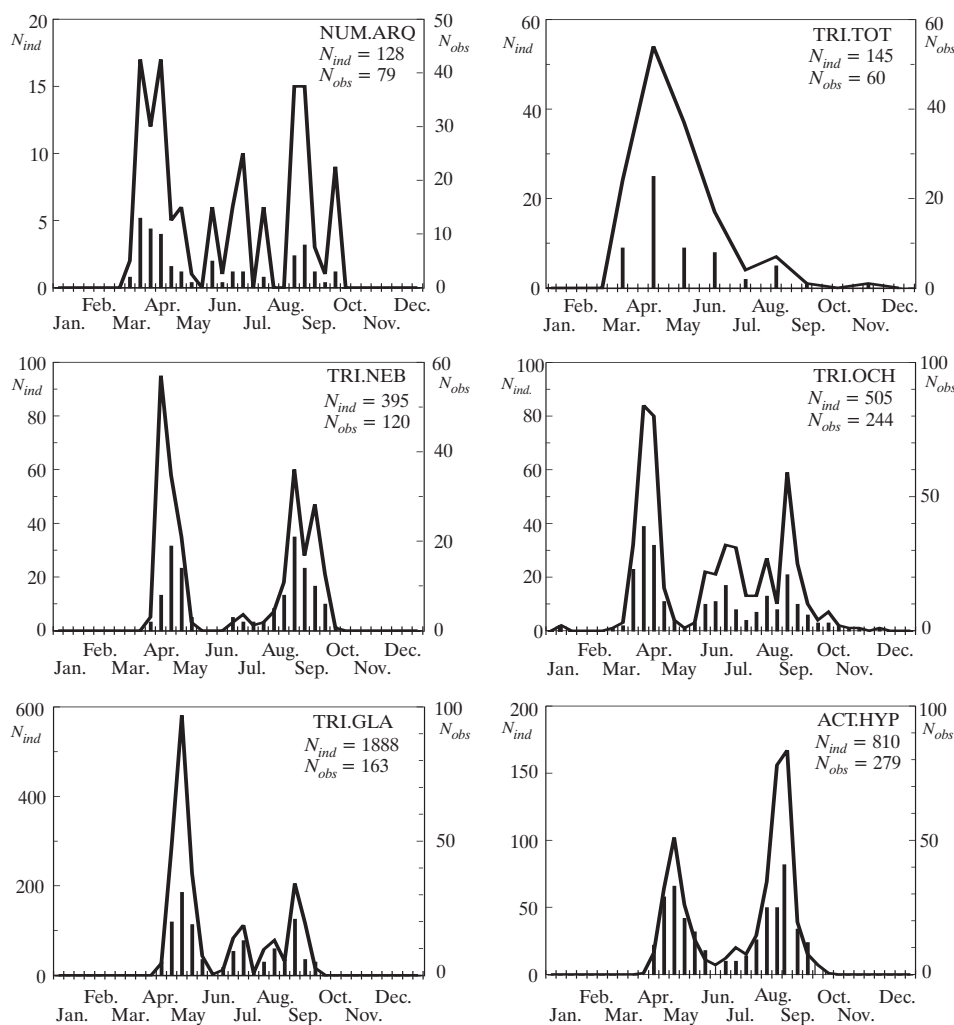 NUM.ARQ
N_ind = 128
N_obs = 79
N_ind
N_obs
20
15
10
5
0
50
40
30
20
10
0
Feb. Apr. Jun. Aug. Oct. Dec.
Jan. Mar. May Jul. Sep. Nov.
TRI.TOT
N_ind = 145
N_obs = 60
N_ind
N_obs
60
40
20
0
60
40
20
0
Feb. Apr. Jun. Aug. Oct. Dec.
Jan. Mar. May Jul. Sep. Nov.
TRI.NEB
N_ind = 395
N_obs = 120
N_ind
N_obs
100
80
60
40
20
0
60
40
20
0
Feb. Apr. Jun. Aug. Oct. Dec.
Jan. Mar. May Jul. Sep. Nov.
TRI.OCH
N_ind = 505
N_obs = 244
N_ind.
N_obs
100
80
60
40
20
0
100
50
0
Feb. Apr. Jun. Aug. Oct. Dec.
Jan. Mar. May Jul. Sep. Nov.
TRI.GLA
N_ind = 1888
N_obs = 163
N_ind
N_obs
600
400
200
0
100
50
0
Feb. Apr. Jun. Aug. Oct. Dec.
Jan. Mar. May Jul. Sep. Nov.
ACT.HYP
N_ind = 810
N_obs = 279
N_ind
N_obs
200
150
100
50
0
100
50
0
Feb. Apr. Jun. Aug. Oct. Dec.
Jan. Mar. May Jul. Sep. Nov.